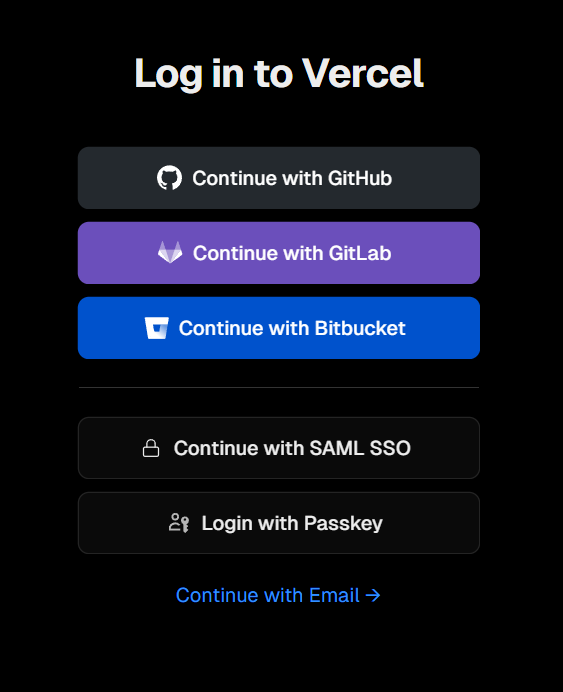 Log in to Vercel
Continue with GitHub
Continue with GitLab
Continue with Bitbucket
Continue with SAML SSO
Login with Passkey
Continue with Email →